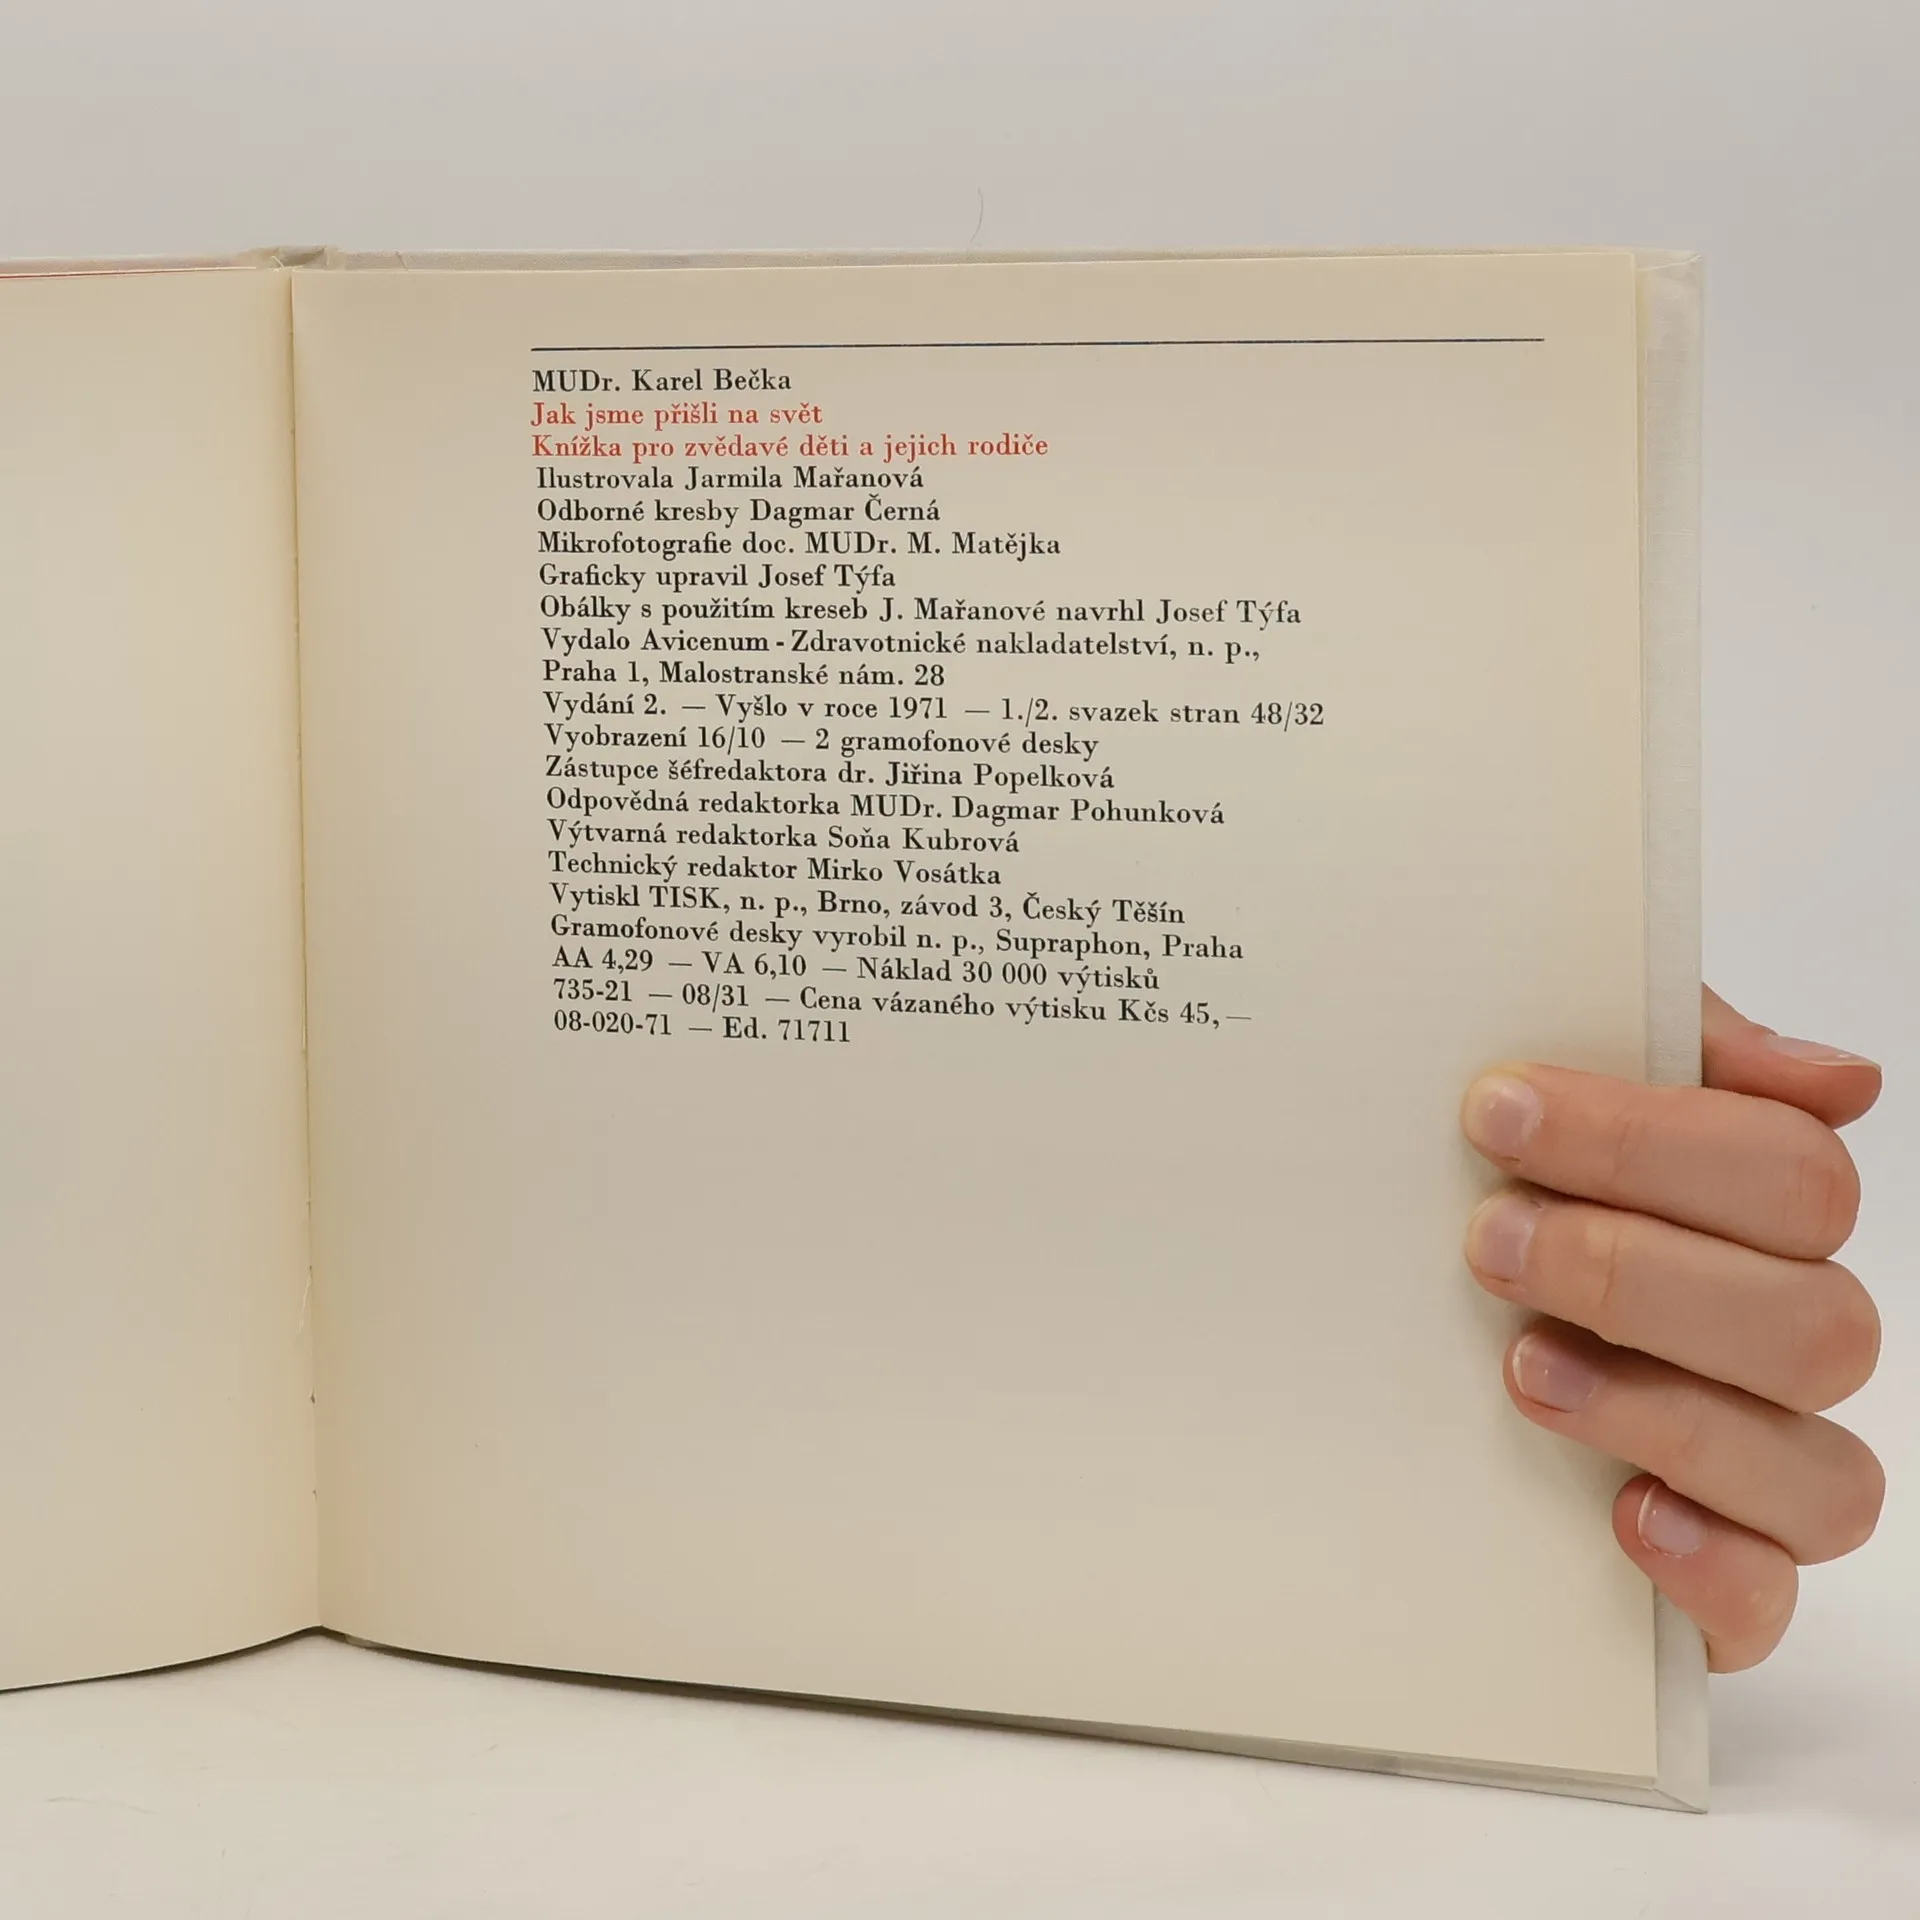 MUDr. Karel Bečka
Jak jsme přišli na svět
Knížka pro zvědavé děti a jejich rodiče
Ilustrovala Jarmila Mařanová
Odborné kresby Dagmar Černá
Mikrofotografie doc. MUDr. M. Matějka
Graficky upravil Josef Týfa
Obálky s použitím kreseb J. Mařanové navrhl Josef Týfa
Vydalo Avicenum - Zdravotnické nakladatelství, n. p.,
Praha 1, Malostranské nám. 28
Vydání 2. — Vyšlo v roce 1971 — 1./2. svazek stran 48/32
Vyobrazení 16/10 — 2 gramofonové desky
Zástupce šéfredaktora dr. Jiřina Popelková
Odpovědná redaktorka MUDr. Dagmar Pohunková
Výtvarná redaktorka Soňa Kubrová
Technický redaktor Mirko Vosátka
Vytiskl TISK, n. p., Brno, závod 3, Český Těšín
Gramofonové desky vyrobil n. p., Supraphon, Praha
AA 4,29 — VA 6,10 — Náklad 30 000 výtisků
735-21 — 08/31 — Cena vázaného výtisku Kčs 45,—
08-020-71 — Ed. 71711